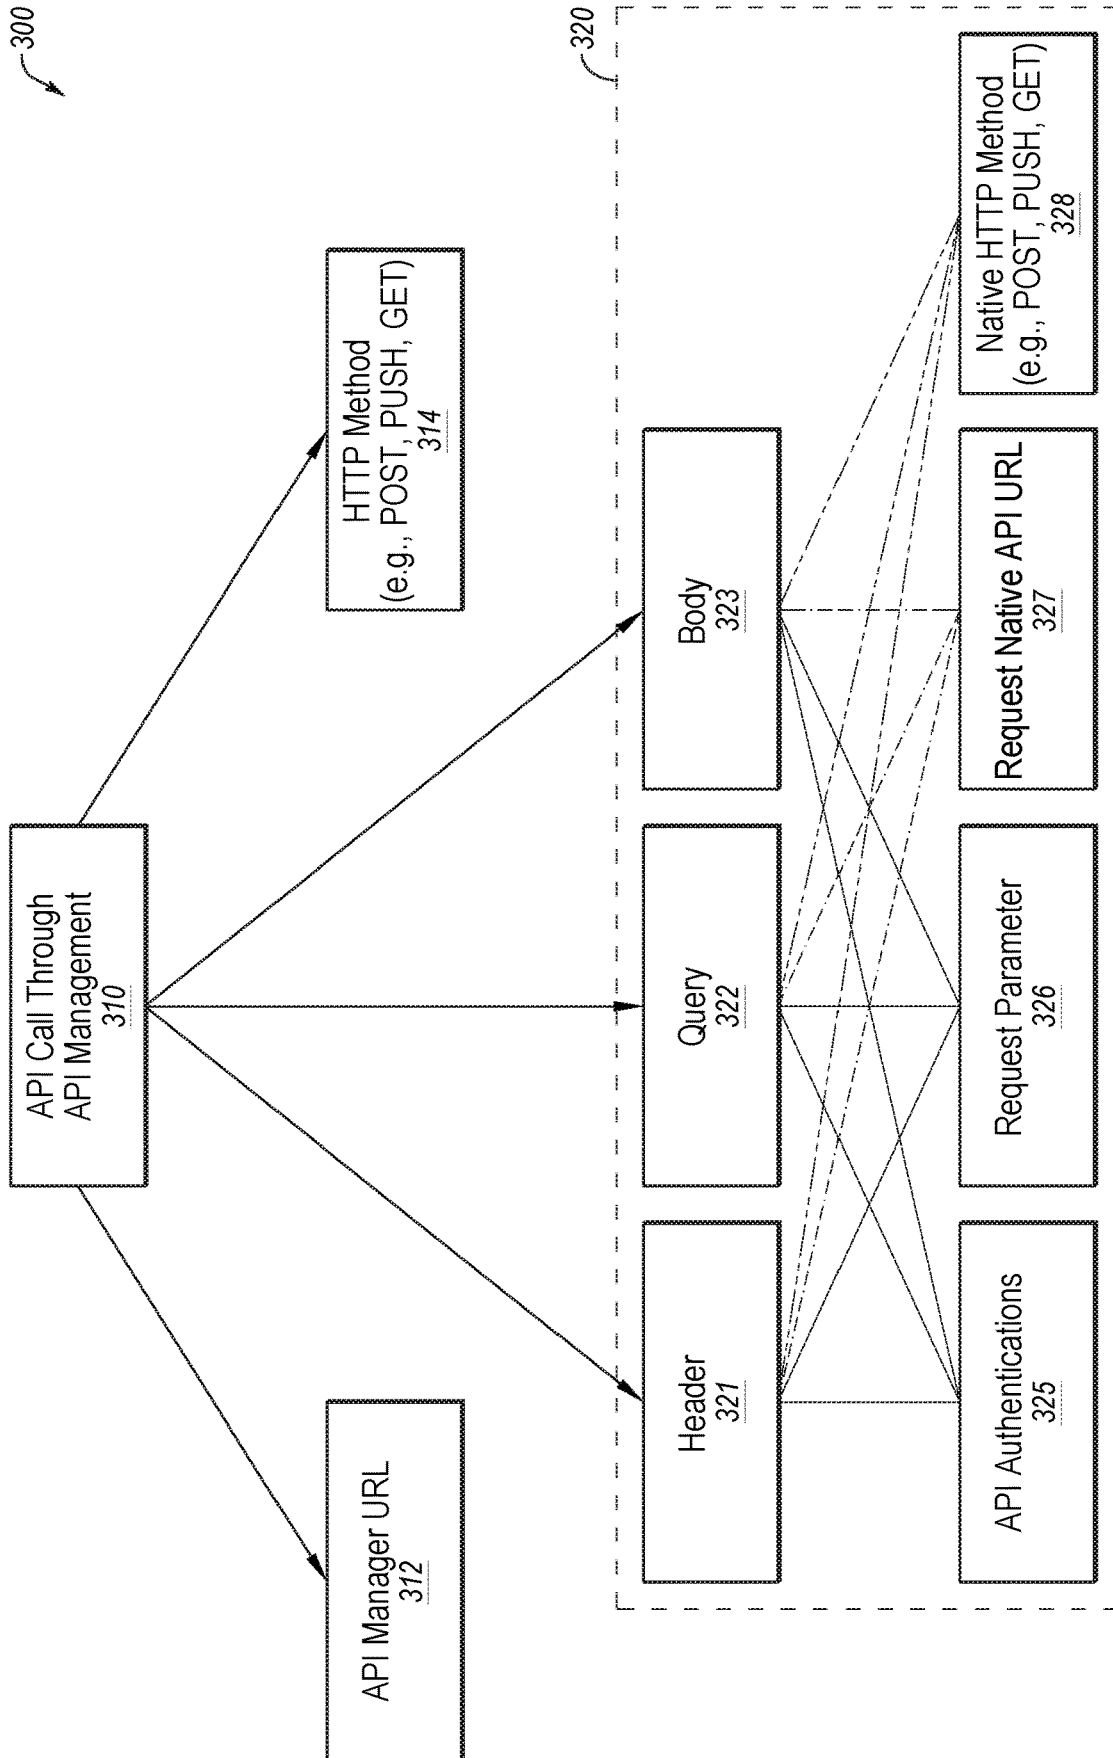 300
API Call Through
API Management
310
API Manager URL
312
HTTP Method
(e.g., POST, PUSH, GET)
314
320
Header
321
Query
322
Body
323
API Authentications
325
Request Parameter
326
Request Native API URL
327
Native HTTP Method
(e.g., POST, PUSH, GET)
328